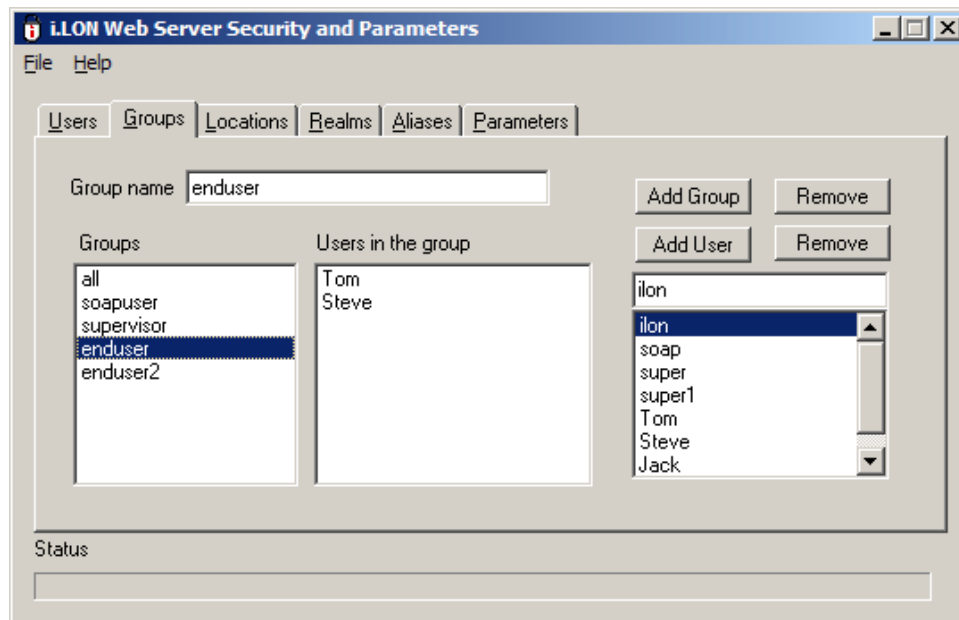 i.LON Web Server Security and Parameters
File Help
Users Groups Locations Realms Aliases Parameters
Group name enduser
Add Group Remove
Groups Users in the group Add User Remove
all
soapuser
supervisor
enduser
enduser2
Tom
Steve
ilon
ilon
soap
super
super1
Tom
Steve
Jack
Status